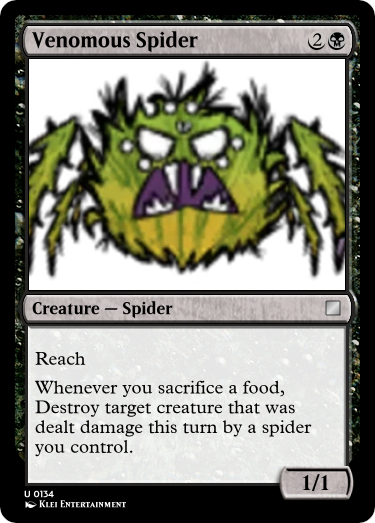 Venomous Spider 2
Creature — Spider
Reach
Whenever you sacrifice a food,
Destroy target creature that was
dealt damage this turn by a spider
you control.
1/1
U 0134
Klei Entertainment